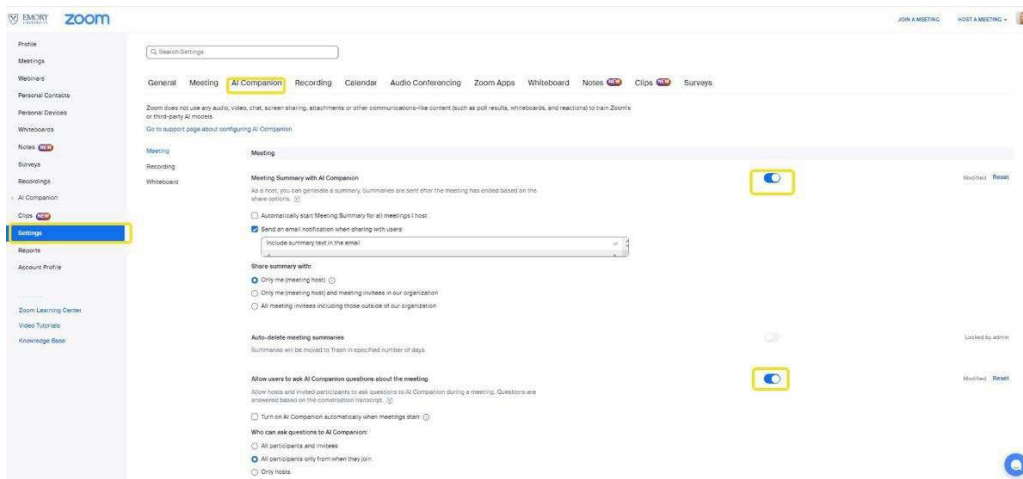 EMORY
UNIVERSITY
zoom
JOIN A MEETING
HOST A MEETING
Profile
Meetings
Webinars
Personal Contacts
Personal Devices
Whiteboards
Notes NEW
Surveys
Recordings
AI Companion
Clips NEW
Settings
Reports
Account Profile
Zoom Learning Center
Video Tutorials
Knowledge Base
Search Settings
General Meeting AI Companion Recording Calendar Audio Conferencing Zoom Apps Whiteboard Notes NEW Clips NEW Surveys
Zoom does not use any audio, video, chat, screen sharing, attachments or other communications-like content (such as poll results, whiteboards, and reactions) to train Zoom's
or third-party AI models.
Go to support page about configuring AI Companion
Meeting
Recording
Whiteboard
Meeting
Meeting Summary with AI Companion
Modified Reset
As a host, you can generate a summary. Summaries are sent after the meeting has ended based on the
share options.
Automatically start Meeting Summary for all meetings I host
Send an email notification when sharing with users
Include summary text in the email
Share summary with:
Only me (meeting host)
Only me (meeting host) and meeting invitees in our organization
All meeting invitees including those outside of our organization
Auto-delete meeting summaries
Locked by admin
Summaries will be moved to Trash in specified number of days.
Allow users to ask AI Companion questions about the meeting
Modified Reset
Allow hosts and invited participants to ask questions to AI Companion during a meeting. Questions are
answered based on the conversation transcript.
Turn on AI Companion automatically when meetings start
Who can ask questions to AI Companion:
All participants and invitees
All participants only from when they join
Only hosts